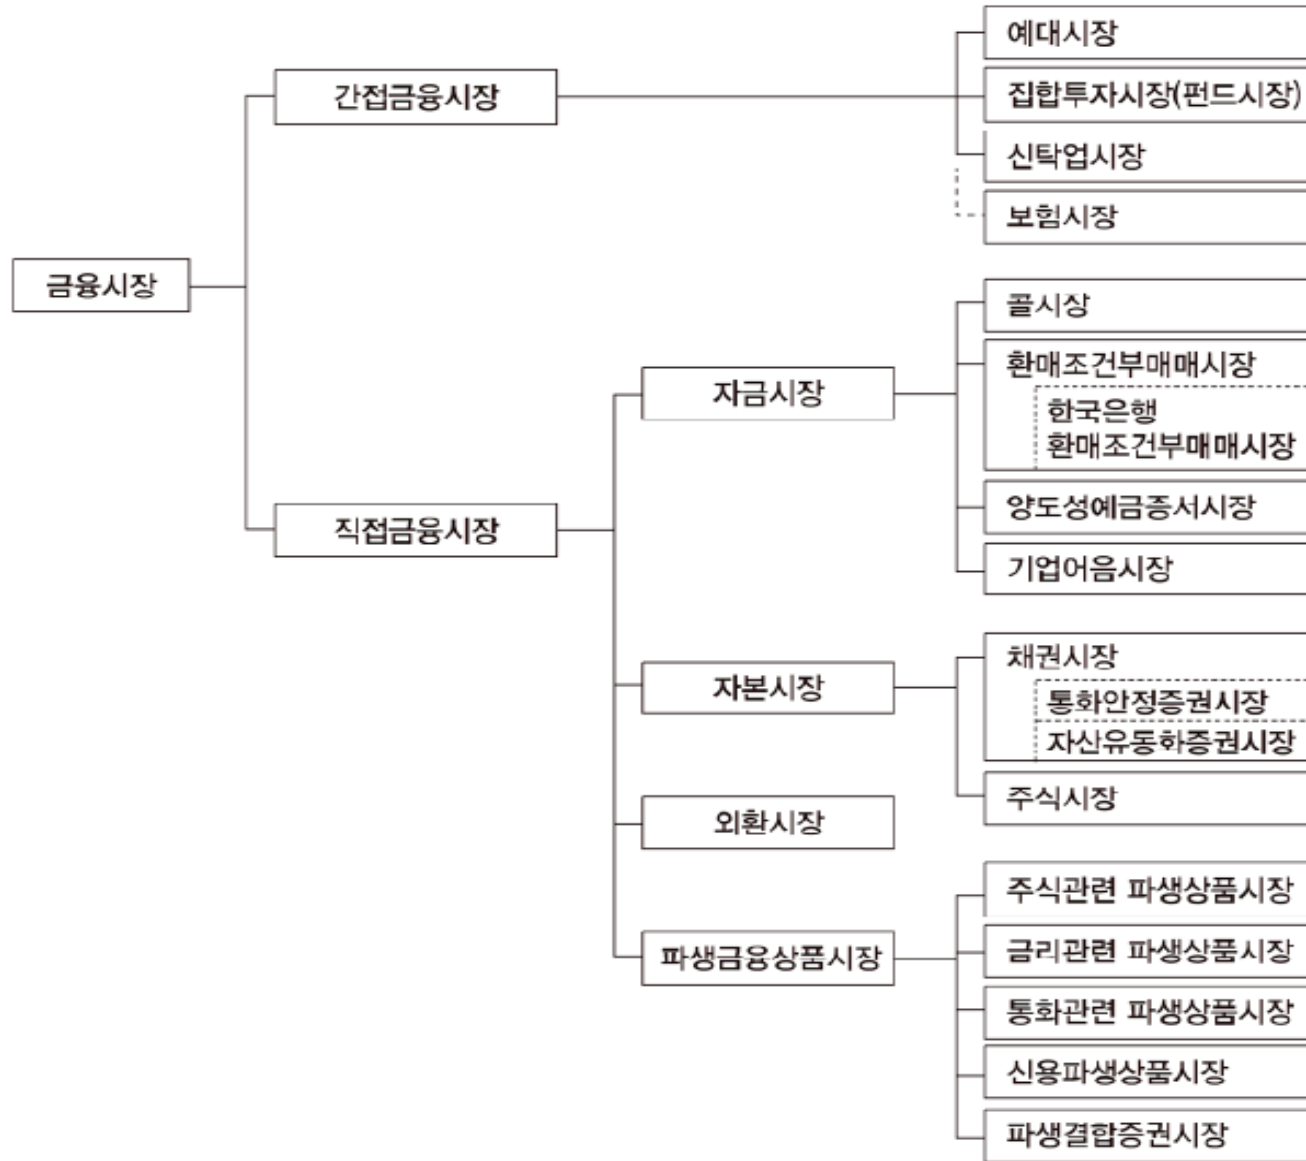 금융시장
간접금융시장
예대시장
집합투자시장(펀드시장)
신탁업시장
보험시장
직접금융시장
자금시장
콜시장
환매조건부매매시장
한국은행
환매조건부매매시장
양도성예금증서시장
기업어음시장
자본시장
채권시장
통화안정증권시장
자산유동화증권시장
주식시장
외환시장
파생금융상품시장
주식관련 파생상품시장
금리관련 파생상품시장
통화관련 파생상품시장
신용파생상품시장
파생결합증권시장